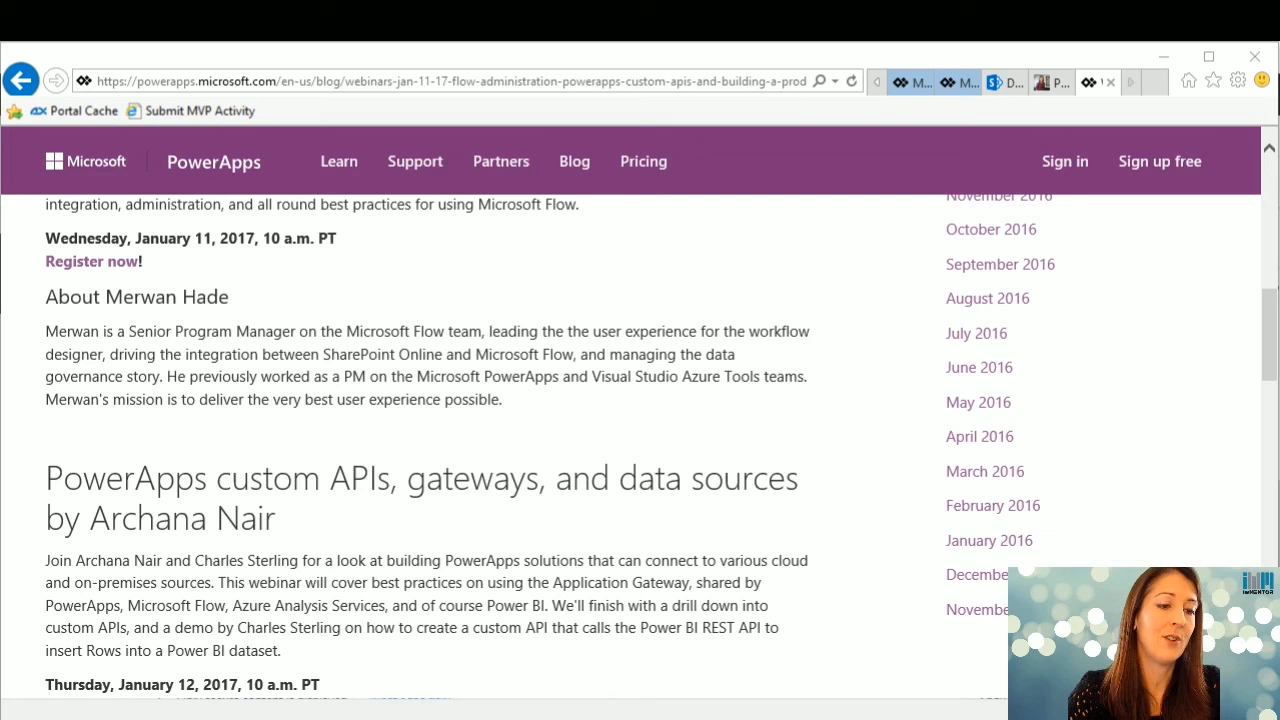 https://powerapps.microsoft.com/en-us/blog/webinars-jan-11-17-flow-administration-powerapps-custom-apis-and-building-a-prod
M...
M...
D...
P...
Portal Cache
Submit MVP Activity
Microsoft
PowerApps
Learn
Support
Partners
Blog
Pricing
Sign in
Sign up free
integration, administration, and all round best practices for using Microsoft Flow.
Wednesday, January 11, 2017, 10 a.m. PT
Register now!
About Merwan Hade
Merwan is a Senior Program Manager on the Microsoft Flow team, leading the the user experience for the workflow
designer, driving the integration between SharePoint Online and Microsoft Flow, and managing the data
governance story. He previously worked as a PM on the Microsoft PowerApps and Visual Studio Azure Tools teams.
Merwan's mission is to deliver the very best user experience possible.
PowerApps custom APIs, gateways, and data sources
by Archana Nair
Join Archana Nair and Charles Sterling for a look at building PowerApps solutions that can connect to various cloud
and on-premises sources. This webinar will cover best practices on using the Application Gateway, shared by
PowerApps, Microsoft Flow, Azure Analysis Services, and of course Power BI. We'll finish with a drill down into
custom APIs, and a demo by Charles Sterling on how to create a custom API that calls the Power BI REST API to
insert Rows into a Power BI dataset.
Thursday, January 12, 2017, 10 a.m. PT
November 2016
October 2016
September 2016
August 2016
July 2016
June 2016
May 2016
April 2016
March 2016
February 2016
January 2016
Decembe
Novembe
iwMENTOR